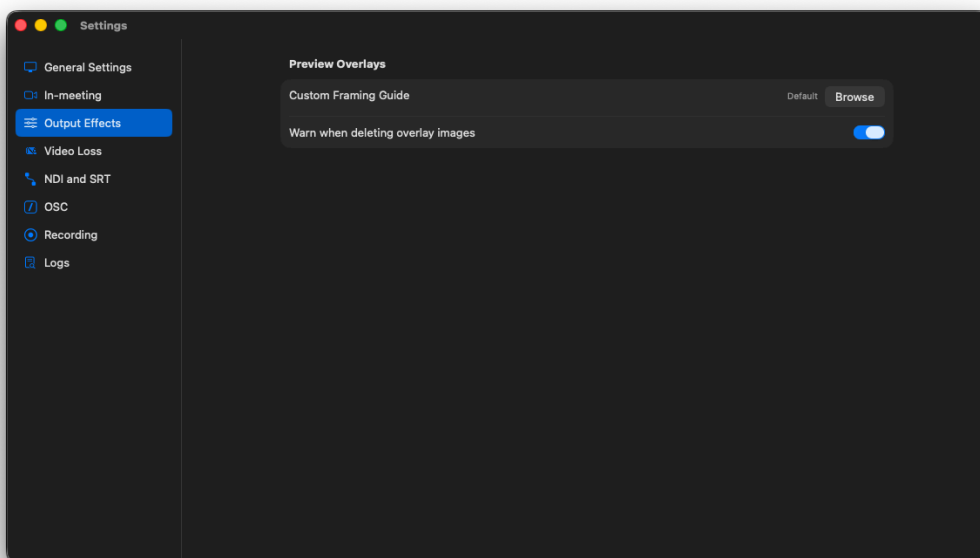 Settings
General Settings
In-meeting
Output Effects
Video Loss
NDI and SRT
OSC
Recording
Logs
Preview Overlays
Custom Framing Guide Default Browse
Warn when deleting overlay images